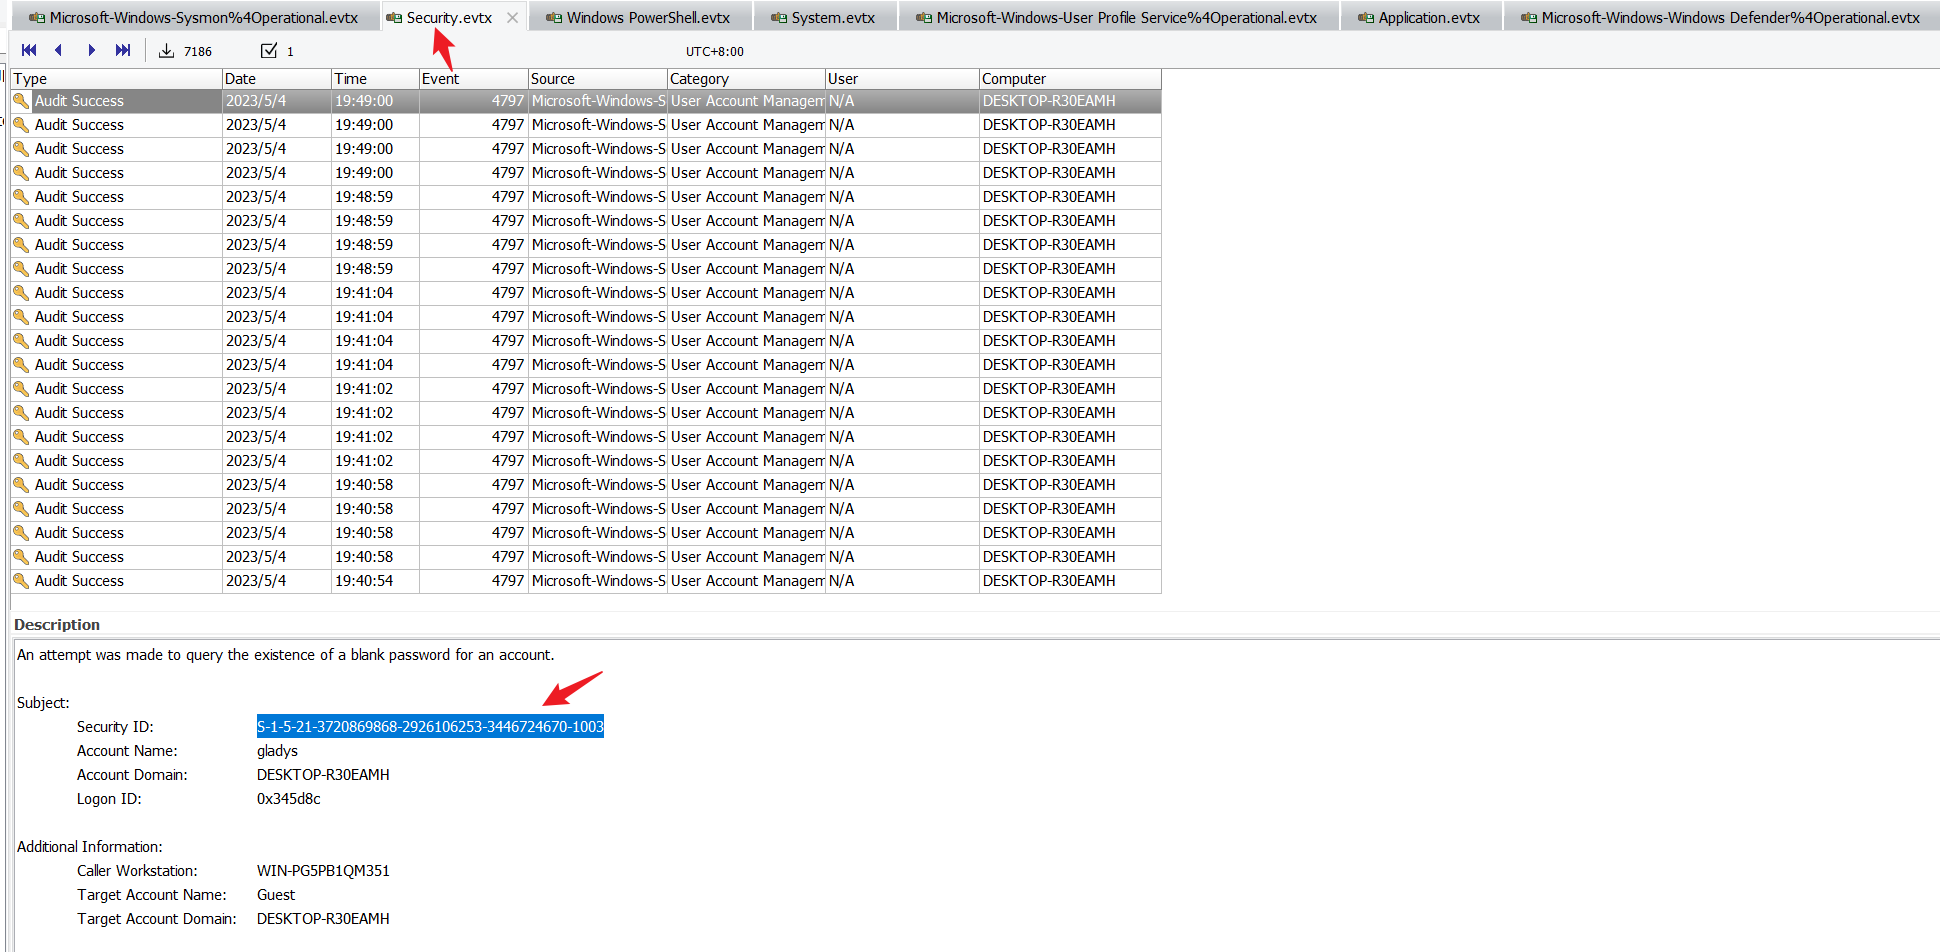 Microsoft-Windows-Sysmon%4Operational.evtx Security.evtx Windows PowerShell.evtx System.evtx Microsoft-Windows-User Profile Service%4Operational.evtx Application.evtx Microsoft-Windows-Windows Defender%4Operational.evtx
7186 1 UTC+8:00
Type Date Time Event Source Category User Computer
Audit Success 2023/5/4 19:49:00 4797 Microsoft-Windows-S User Account Managem N/A DESKTOP-R30EAMH
Audit Success 2023/5/4 19:49:00 4797 Microsoft-Windows-S User Account Managem N/A DESKTOP-R30EAMH
Audit Success 2023/5/4 19:49:00 4797 Microsoft-Windows-S User Account Managem N/A DESKTOP-R30EAMH
Audit Success 2023/5/4 19:49:00 4797 Microsoft-Windows-S User Account Managem N/A DESKTOP-R30EAMH
Audit Success 2023/5/4 19:48:59 4797 Microsoft-Windows-S User Account Managem N/A DESKTOP-R30EAMH
Audit Success 2023/5/4 19:48:59 4797 Microsoft-Windows-S User Account Managem N/A DESKTOP-R30EAMH
Audit Success 2023/5/4 19:48:59 4797 Microsoft-Windows-S User Account Managem N/A DESKTOP-R30EAMH
Audit Success 2023/5/4 19:48:59 4797 Microsoft-Windows-S User Account Managem N/A DESKTOP-R30EAMH
Audit Success 2023/5/4 19:41:04 4797 Microsoft-Windows-S User Account Managem N/A DESKTOP-R30EAMH
Audit Success 2023/5/4 19:41:04 4797 Microsoft-Windows-S User Account Managem N/A DESKTOP-R30EAMH
Audit Success 2023/5/4 19:41:04 4797 Microsoft-Windows-S User Account Managem N/A DESKTOP-R30EAMH
Audit Success 2023/5/4 19:41:04 4797 Microsoft-Windows-S User Account Managem N/A DESKTOP-R30EAMH
Audit Success 2023/5/4 19:41:02 4797 Microsoft-Windows-S User Account Managem N/A DESKTOP-R30EAMH
Audit Success 2023/5/4 19:41:02 4797 Microsoft-Windows-S User Account Managem N/A DESKTOP-R30EAMH
Audit Success 2023/5/4 19:41:02 4797 Microsoft-Windows-S User Account Managem N/A DESKTOP-R30EAMH
Audit Success 2023/5/4 19:41:02 4797 Microsoft-Windows-S User Account Managem N/A DESKTOP-R30EAMH
Audit Success 2023/5/4 19:40:58 4797 Microsoft-Windows-S User Account Managem N/A DESKTOP-R30EAMH
Audit Success 2023/5/4 19:40:58 4797 Microsoft-Windows-S User Account Managem N/A DESKTOP-R30EAMH
Audit Success 2023/5/4 19:40:58 4797 Microsoft-Windows-S User Account Managem N/A DESKTOP-R30EAMH
Audit Success 2023/5/4 19:40:58 4797 Microsoft-Windows-S User Account Managem N/A DESKTOP-R30EAMH
Audit Success 2023/5/4 19:40:54 4797 Microsoft-Windows-S User Account Managem N/A DESKTOP-R30EAMH
Description
An attempt was made to query the existence of a blank password for an account.
Subject:
Security ID: S-1-5-21-3720869868-2926106253-3446724670-1003
Account Name: gladys
Account Domain: DESKTOP-R30EAMH
Logon ID: 0x345d8c
Additional Information:
Caller Workstation: WIN-PG5PB1QM351
Target Account Name: Guest
Target Account Domain: DESKTOP-R30EAMH